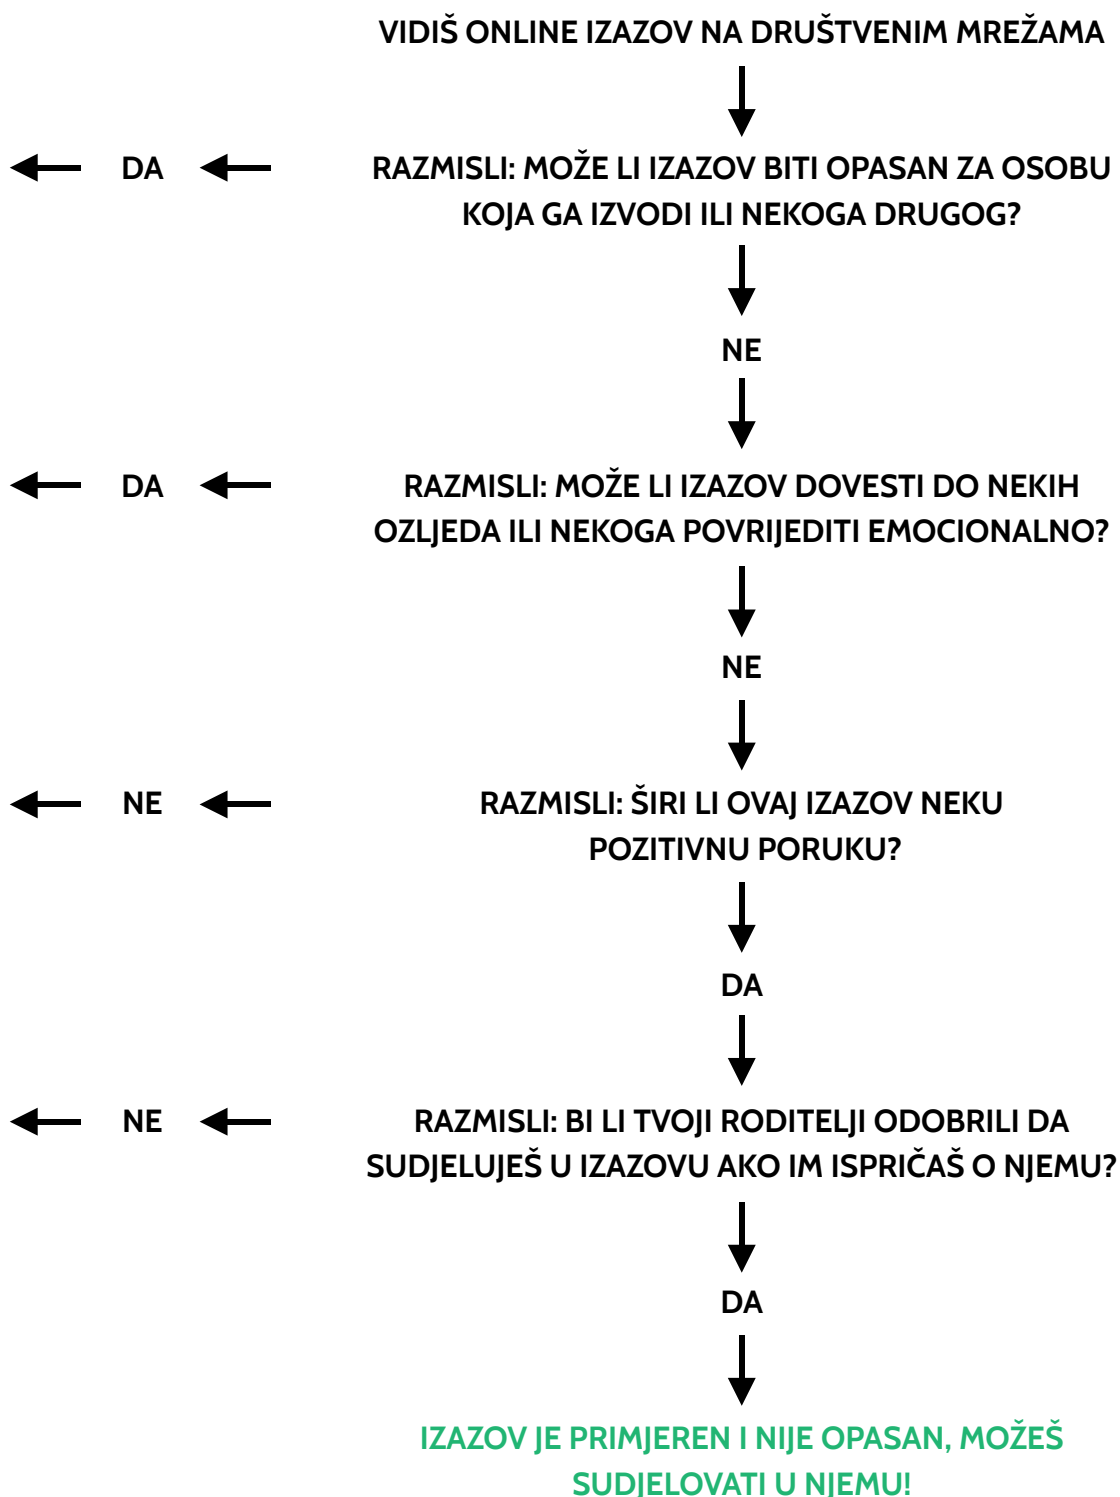 VIDIŠ ONLINE IZAZOV NA DRUŠTVENIM MREŽAMA
DA
RAZMISLI: MOŽE LI IZAZOV BITI OPASAN ZA OSOBU
KOJA GA IZVODI ILI NEKOGA DRUGOG?
NE
DA
RAZMISLI: MOŽE LI IZAZOV DOVESTI DO NEKIH
OZLJEDA ILI NEKOGA POVRIJEDITI EMOCIONALNO?
NE
NE
RAZMISLI: ŠIRI LI OVAJ IZAZOV NEKU
POZITIVNU PORUKU?
DA
NE
RAZMISLI: BI LI TVOJI RODITELJI ODOBRILI DA
SUDJELUJEŠ U IZAZOVU AKO IM ISPRIČAŠ O NJEMU?
DA
IZAZOV JE PRIMJEREN I NIJE OPASAN, MOŽEŠ
SUDJELOVATI U NJEMU!